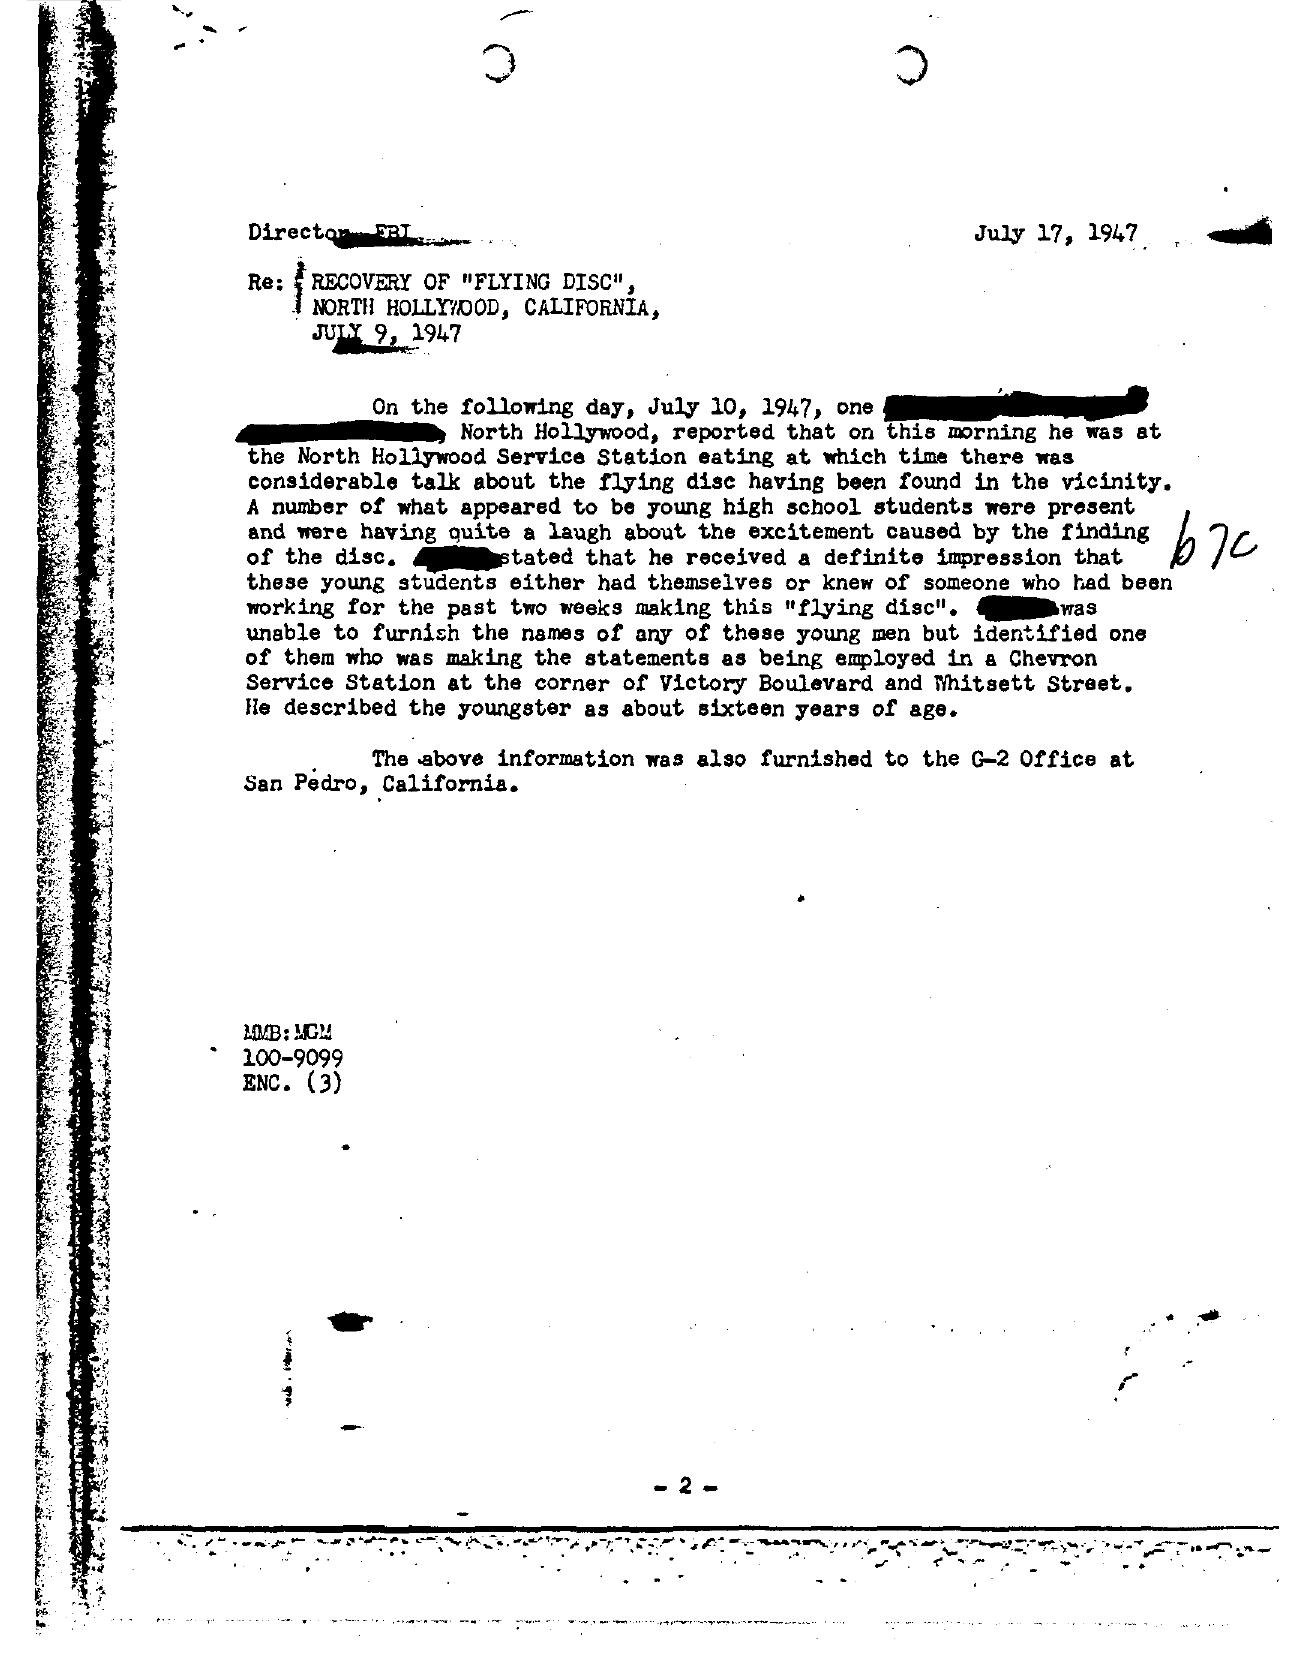 Director FBI July 17, 1947
Re: RECOVERY OF "FLYING DISC",
NORTH HOLLYWOOD, CALIFORNIA,
JULY 9, 1947
On the following day, July 10, 1947, one
, North Hollywood, reported that on this morning he was at
the North Hollywood Service Station eating at which time there was
considerable talk about the flying disc having been found in the vicinity.
A number of what appeared to be young high school students were present
and were having quite a laugh about the excitement caused by the finding
of the disc. stated that he received a definite impression that
b7c
these young students either had themselves or knew of someone who had been
working for the past two weeks making this "flying disc". was
unable to furnish the names of any of these young men but identified one
of them who was making the statements as being employed in a Chevron
Service Station at the corner of Victory Boulevard and Whitsett Street.
He described the youngster as about sixteen years of age.
The above information was also furnished to the G-2 Office at
San Pedro, California.
MMB:MGM
100-9099
ENC. (3)
- 2 -